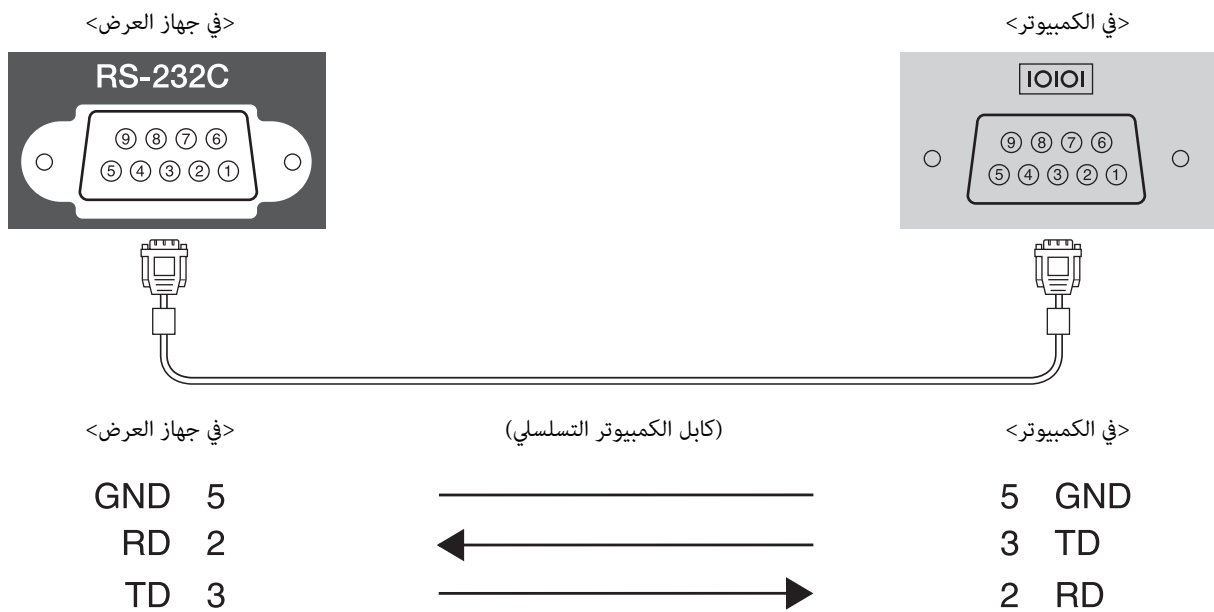 <في الكمبيوتر>
<في جهاز العرض>
RS-232C
IOIOI
9 8 7 6
5 4 3 2 1
9 8 7 6
5 4 3 2 1
<في جهاز العرض> (كابل الكمبيوتر التسلسلي) <في الكمبيوتر>
GND 5 5 GND
RD 2 3 TD
TD 3 2 RD